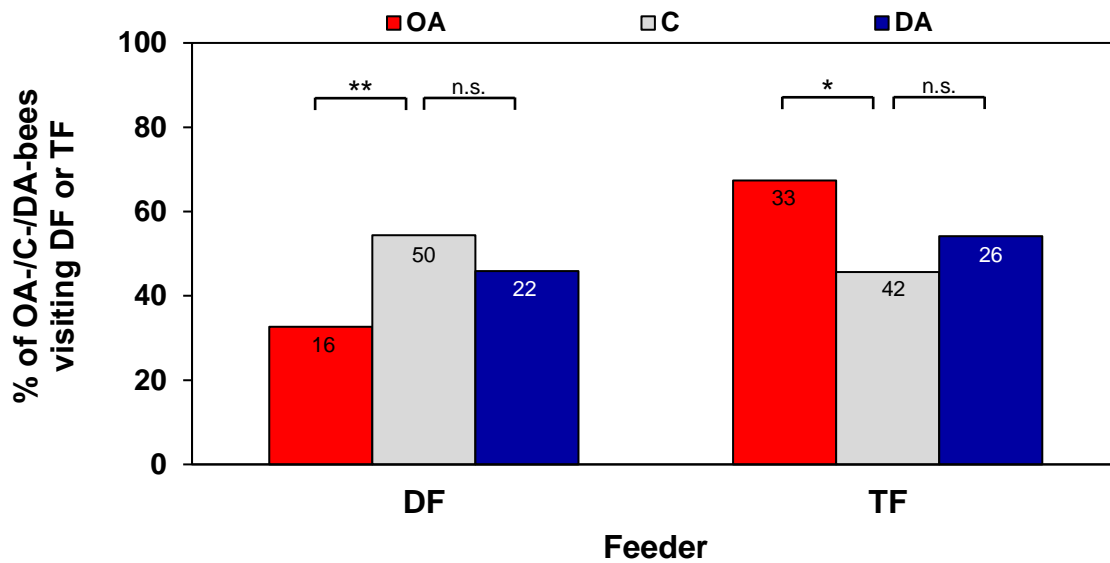 OA C DA
100
80
60
40
20
0
% of OA-/C-/DA-bees
visiting DF or TF
** n.s. * n.s.
16 50 22 33 42 26
DF TF
Feeder